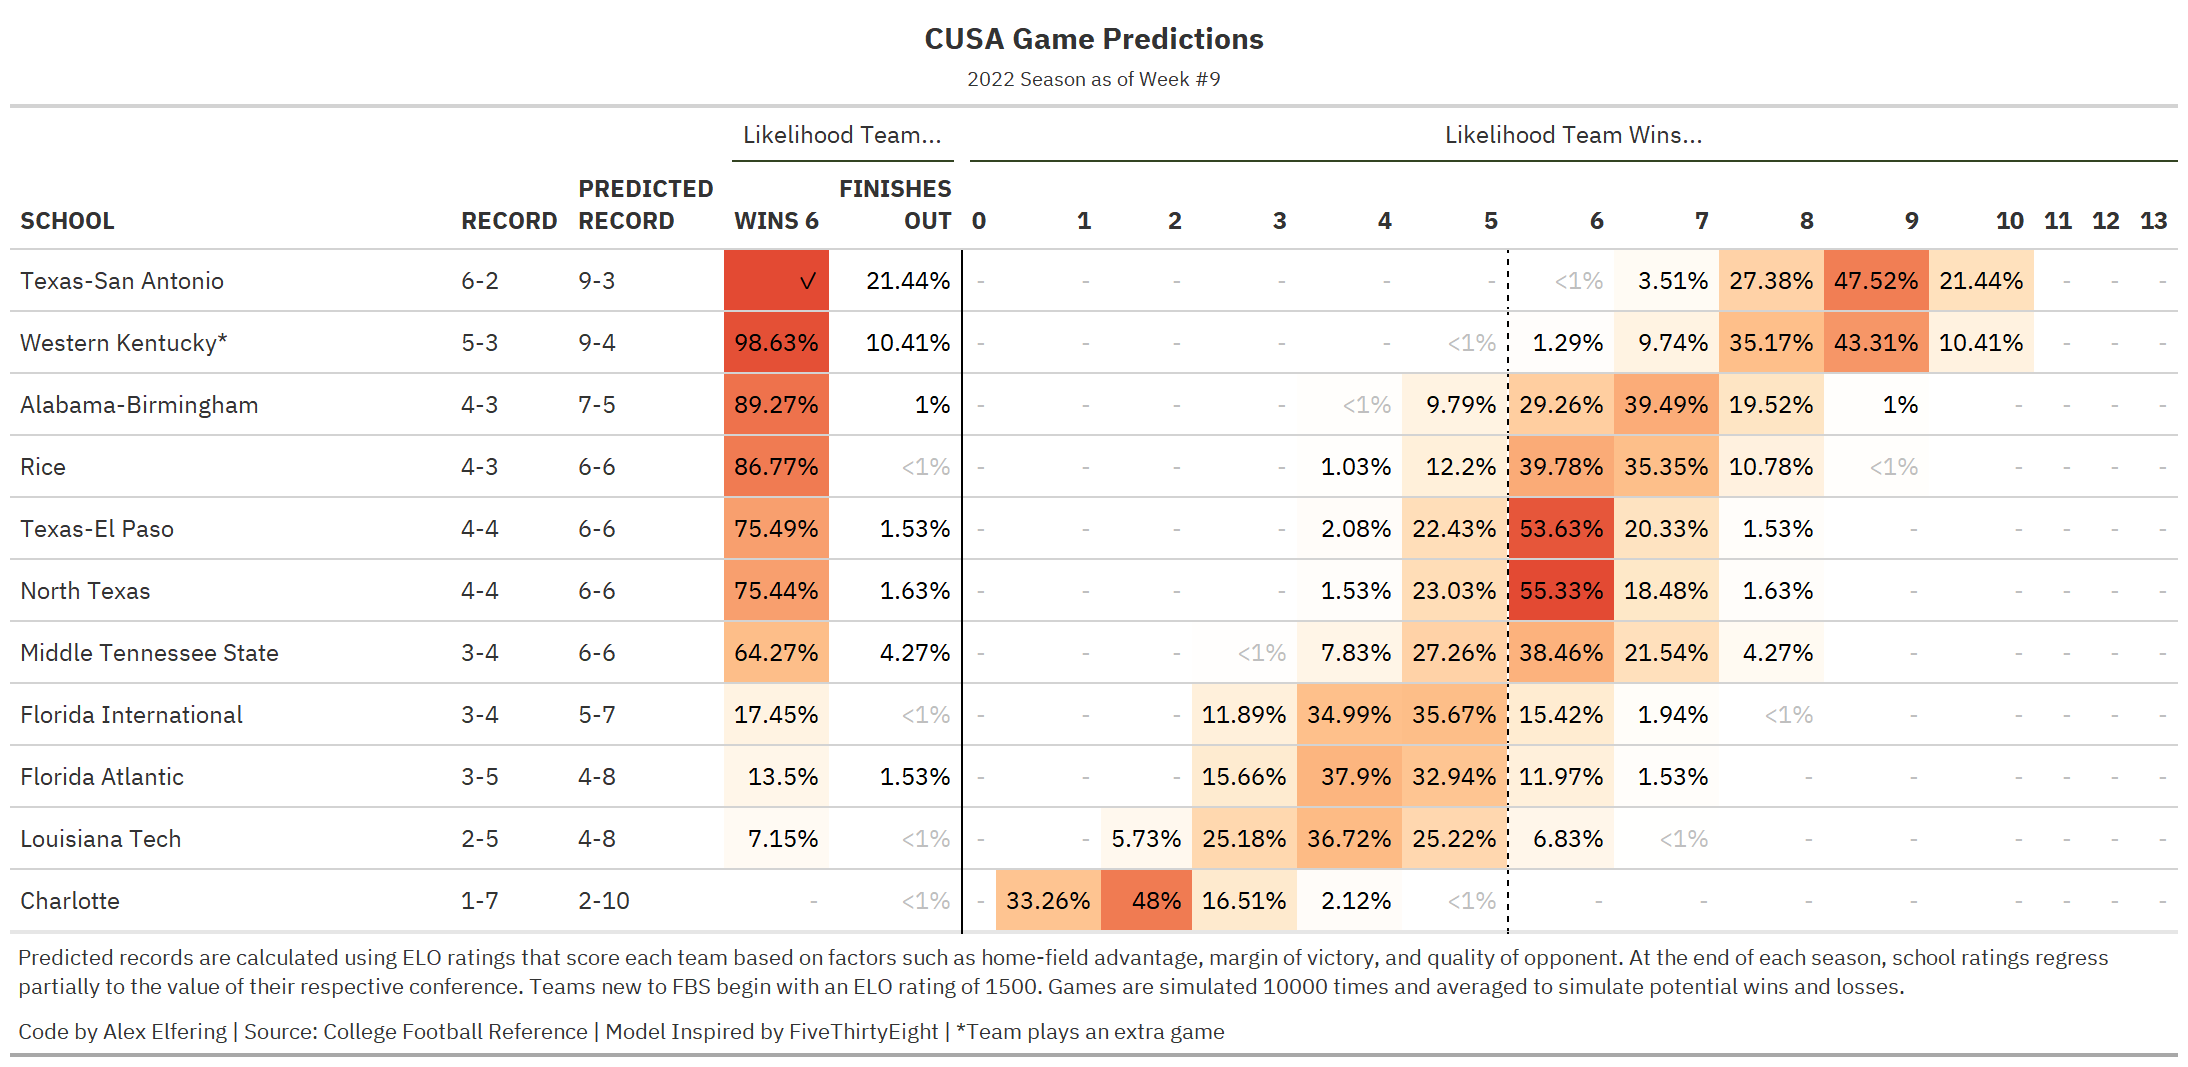 CUSA Game Predictions
2022 Season as of Week #9
Likelihood Team... Likelihood Team Wins...
SCHOOL RECORD PREDICTED RECORD WINS 6 FINISHES OUT 0 1 2 3 4 5 6 7 8 9 10 11 12 13
Texas-San Antonio 6-2 9-3 ✓ 21.44% - - - - - - <1% 3.51% 27.38% 47.52% 21.44% - - -
Western Kentucky* 5-3 9-4 98.63% 10.41% - - - - - <1% 1.29% 9.74% 35.17% 43.31% 10.41% - - -
Alabama-Birmingham 4-3 7-5 89.27% 1% - - - - <1% 9.79% 29.26% 39.49% 19.52% 1% - - - -
Rice 4-3 6-6 86.77% <1% - - - - 1.03% 12.2% 39.78% 35.35% 10.78% <1% - - - -
Texas-El Paso 4-4 6-6 75.49% 1.53% - - - - 2.08% 22.43% 53.63% 20.33% 1.53% - - - - -
North Texas 4-4 6-6 75.44% 1.63% - - - - 1.53% 23.03% 55.33% 18.48% 1.63% - - - - -
Middle Tennessee State 3-4 6-6 64.27% 4.27% - - - <1% 7.83% 27.26% 38.46% 21.54% 4.27% - - - - -
Florida International 3-4 5-7 17.45% <1% - - - 11.89% 34.99% 35.67% 15.42% 1.94% <1% - - - - -
Florida Atlantic 3-5 4-8 13.5% 1.53% - - - 15.66% 37.9% 32.94% 11.97% 1.53% - - - - - -
Louisiana Tech 2-5 4-8 7.15% <1% - - 5.73% 25.18% 36.72% 25.22% 6.83% <1% - - - - - -
Charlotte 1-7 2-10 - <1% - 33.26% 48% 16.51% 2.12% <1% - - - - - - - -
Predicted records are calculated using ELO ratings that score each team based on factors such as home-field advantage, margin of victory, and quality of opponent. At the end of each season, school ratings regress
partially to the value of their respective conference. Teams new to FBS begin with an ELO rating of 1500. Games are simulated 10000 times and averaged to simulate potential wins and losses.
Code by Alex Elfering | Source: College Football Reference | Model Inspired by FiveThirtyEight | *Team plays an extra game